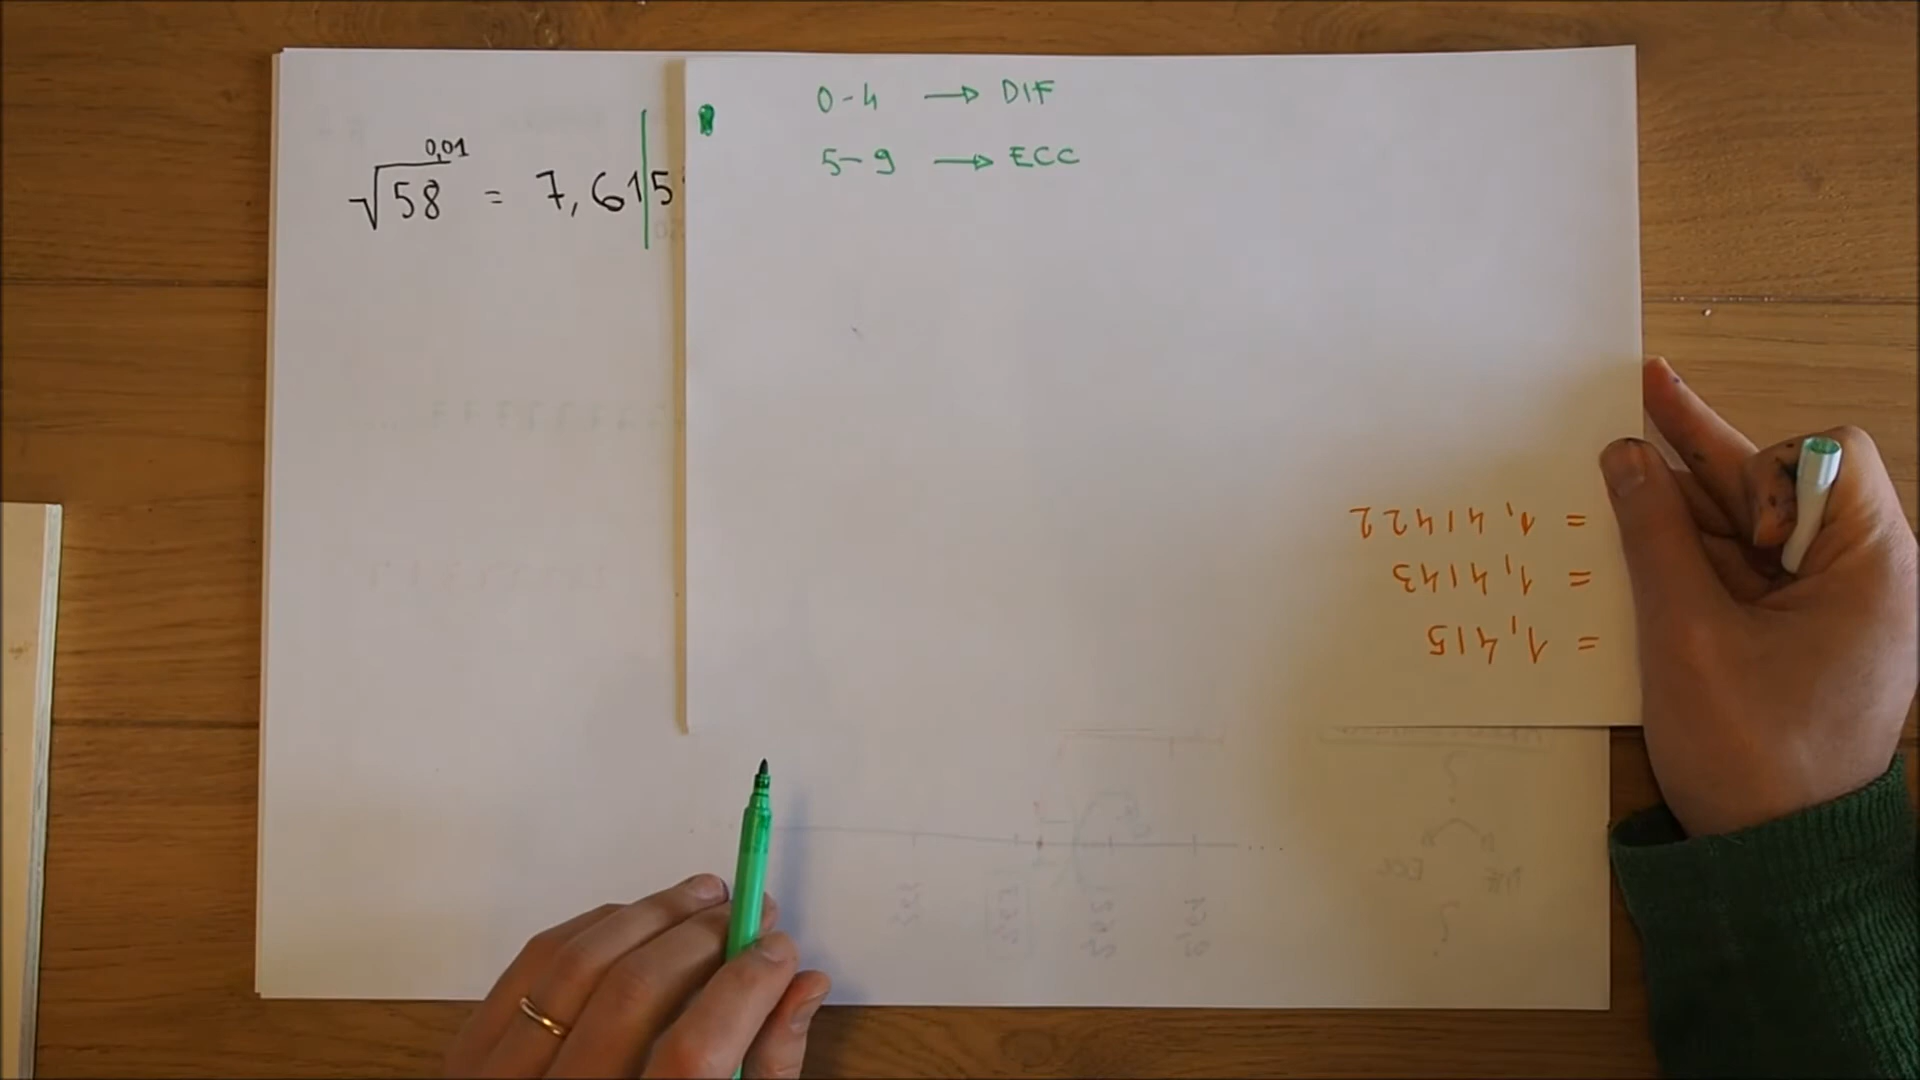 0-4 → DIF
5-9 → ECC
0,01
√58 = 7,61|5
= 1,415
= 1,4143
= 1,41422